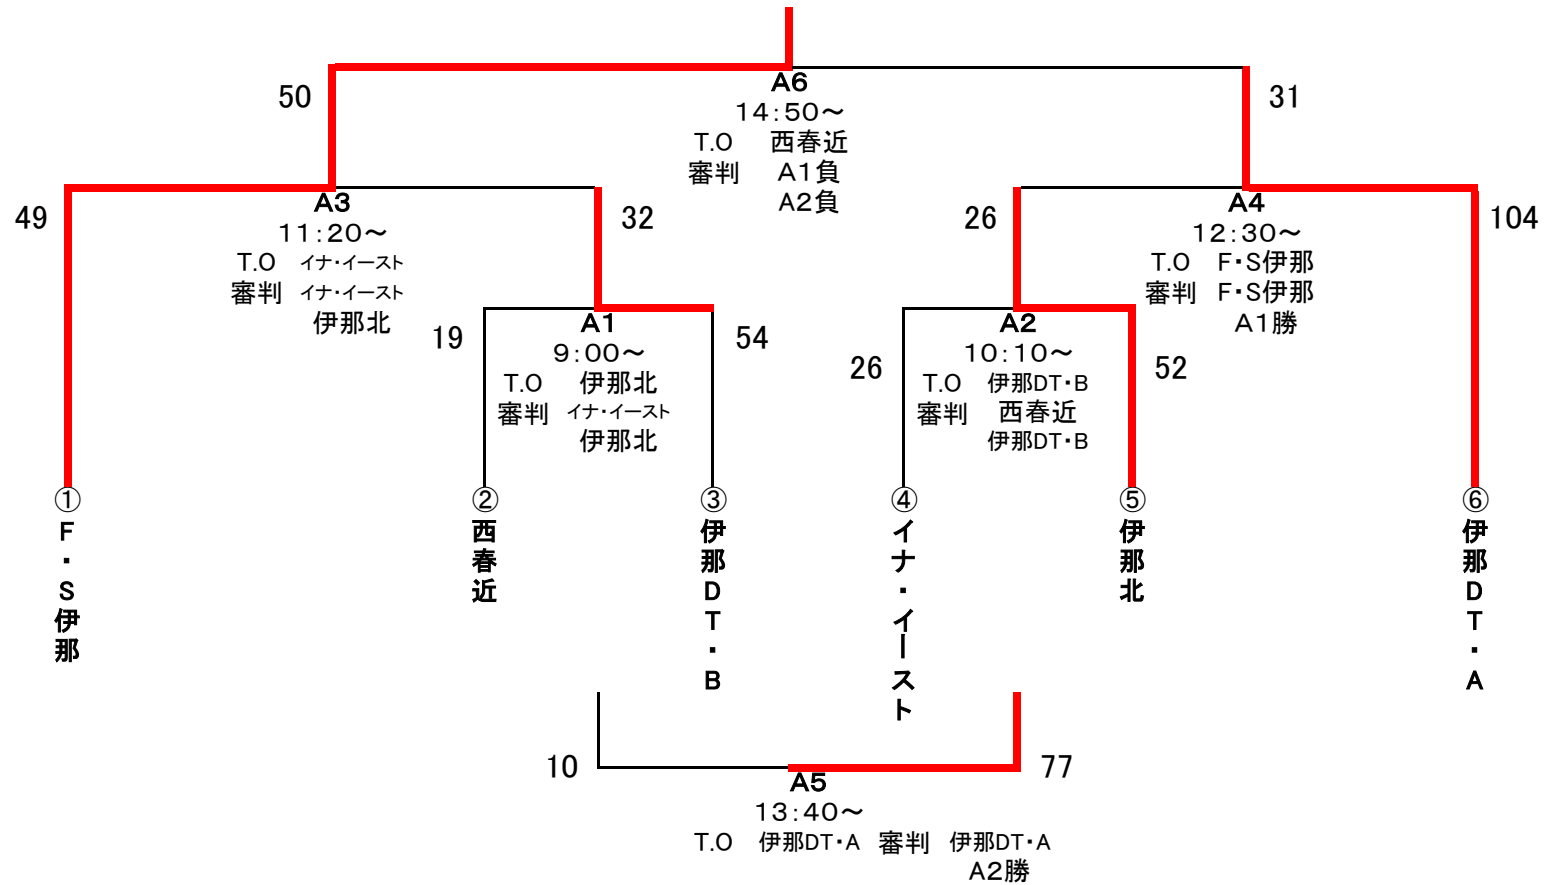 A6
14:50～
T.O 西春近
審判 A1負
A2負
50
31
A3
11:20～
T.O イナ・イースト
審判 イナ・イースト
伊那北
49
32
A4
12:30～
T.O F・S伊那
審判 F・S伊那
A1勝
26
104
A1
9:00～
T.O 伊那北
審判 イナ・イースト
伊那北
19
54
A2
10:10～
T.O 伊那DT・B
審判 西春近
伊那DT・B
26
52
①
F・S伊那
②
西春近
③
伊那DT・B
④
イナ・イースト
⑤
伊那北
⑥
伊那DT・A
10
77
A5
13:40～
T.O 伊那DT・A 審判 伊那DT・A
A2勝